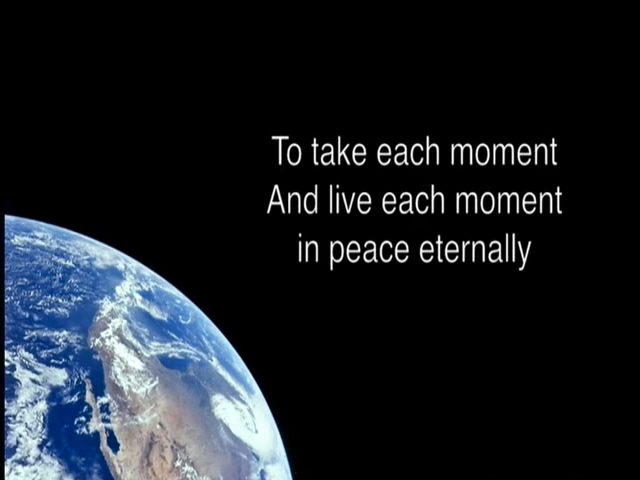 To take each moment
And live each moment
in peace eternally